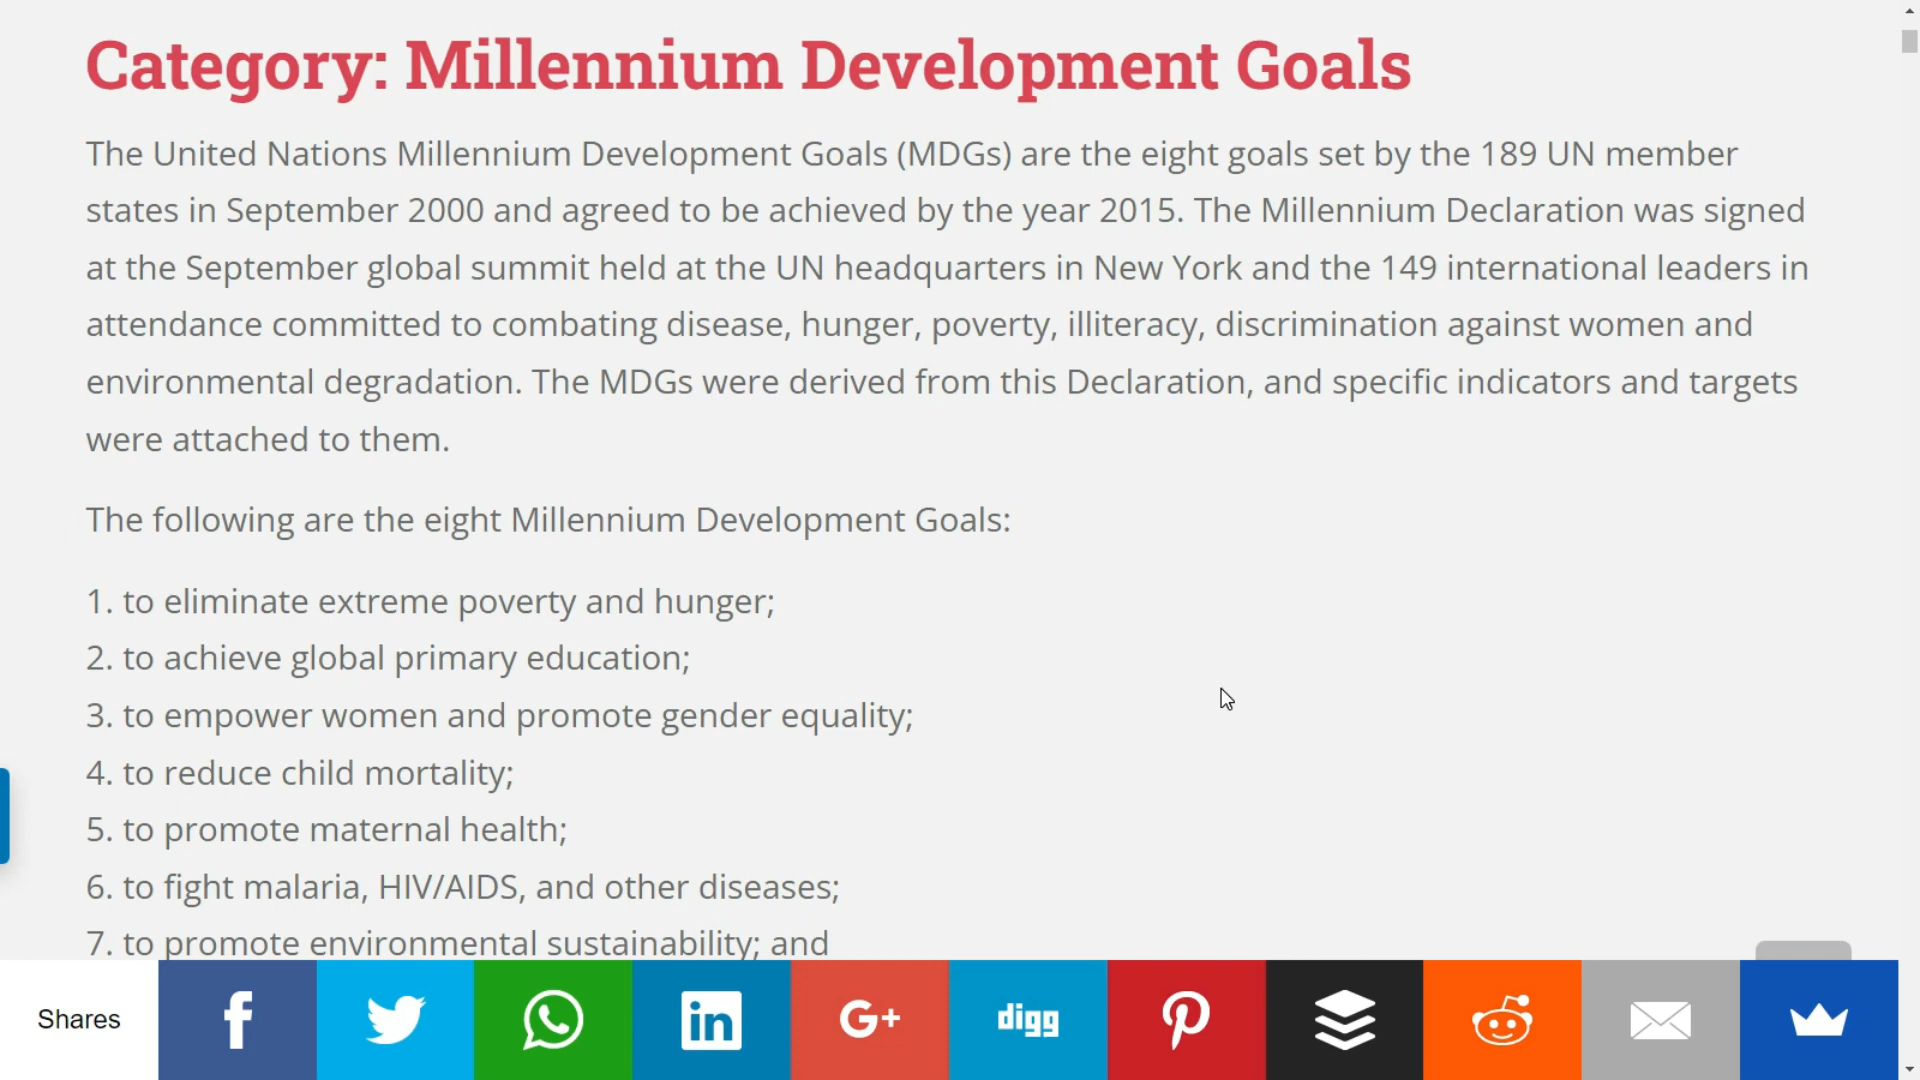 Category: Millennium Development Goals
The United Nations Millennium Development Goals (MDGs) are the eight goals set by the 189 UN member
states in September 2000 and agreed to be achieved by the year 2015. The Millennium Declaration was signed
at the September global summit held at the UN headquarters in New York and the 149 international leaders in
attendance committed to combating disease, hunger, poverty, illiteracy, discrimination against women and
environmental degradation. The MDGs were derived from this Declaration, and specific indicators and targets
were attached to them.
The following are the eight Millennium Development Goals:
1. to eliminate extreme poverty and hunger;
2. to achieve global primary education;
3. to empower women and promote gender equality;
4. to reduce child mortality;
5. to promote maternal health;
6. to fight malaria, HIV/AIDS, and other diseases;
7. to promote environmental sustainability; and
Shares f in G+ digg